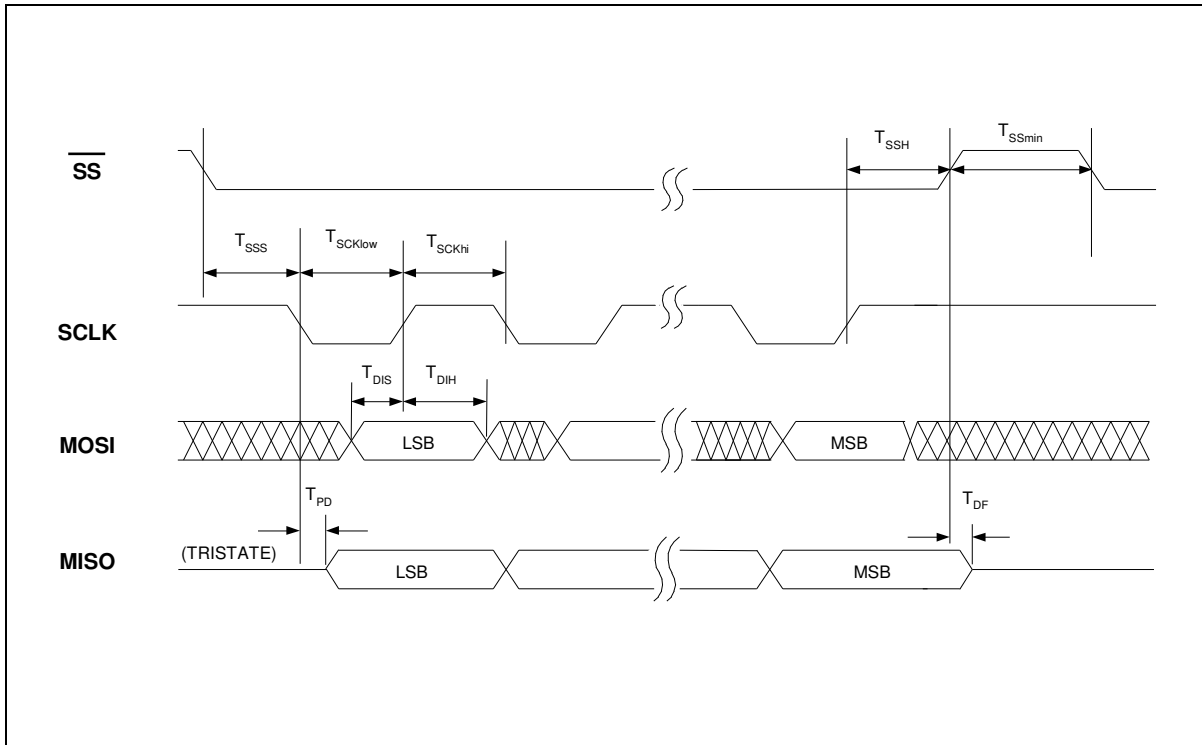 T_SSH
T_SSmin
SS
T_SSS
T_SCKlow
T_SCKhi
SCLK
T_DIS
T_DIH
MOSI
LSB
MSB
T_PD
T_DF
MISO
(TRISTATE)
LSB
MSB